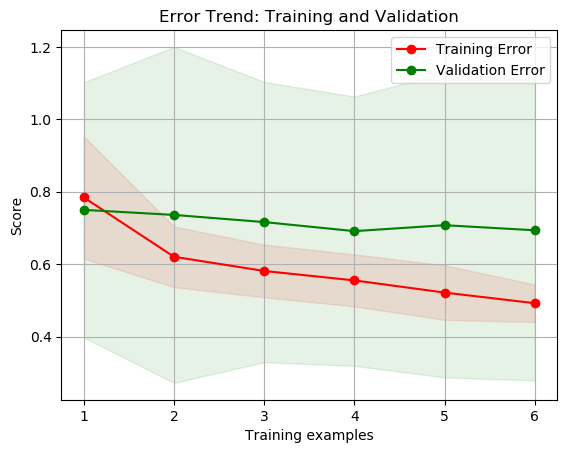 Error Trend: Training and Validation
Training Error
Validation Error
1.2
1.0
0.8
0.6
0.4
Score
1 2 3 4 5 6
Training examples